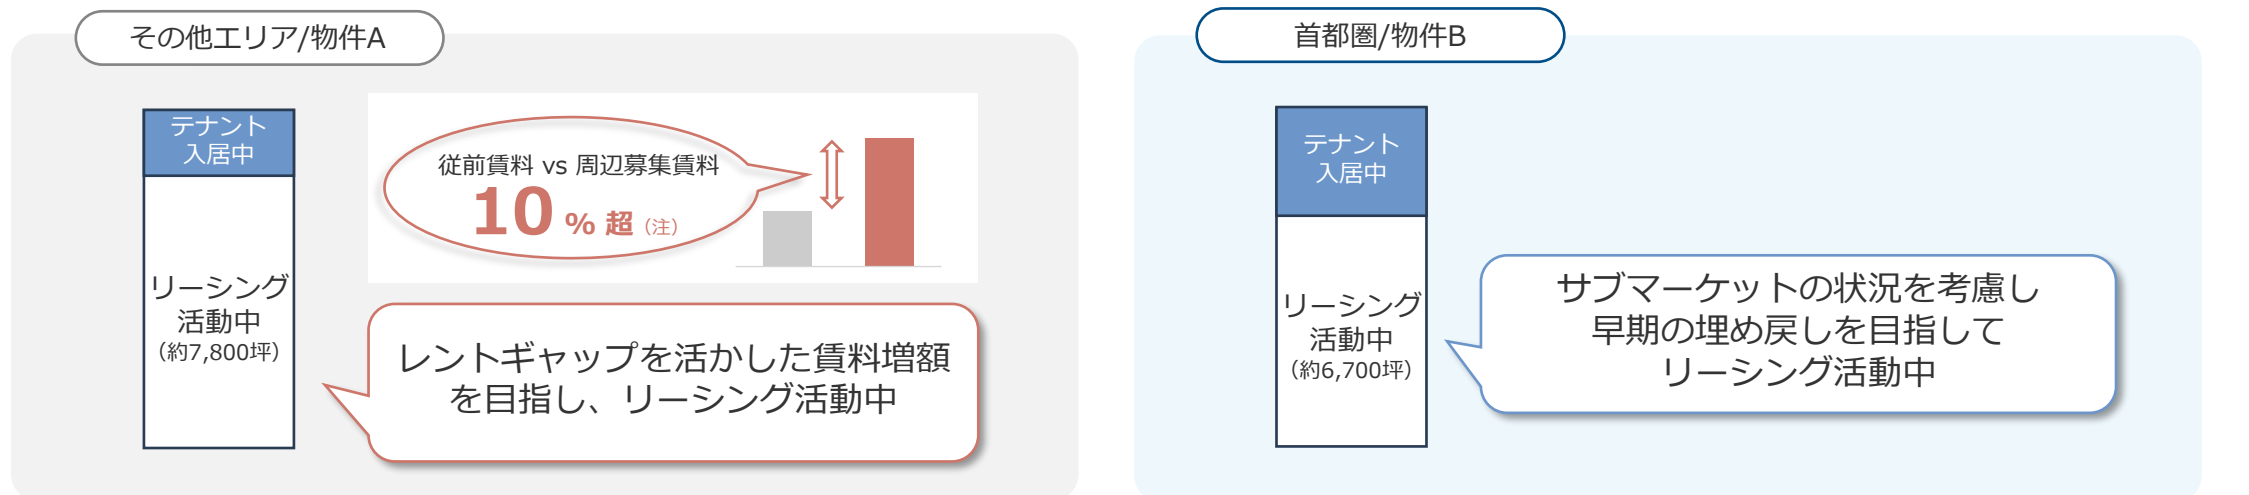 その他エリア/物件A
テナント
入居中
リーシング
活動中
（約7,800坪）
従前賃料 vs 周辺募集賃料
10 % 超（注）
レントギャップを活かした賃料増額
を目指し、リーシング活動中
首都圏/物件B
テナント
入居中
リーシング
活動中
（約6,700坪）
サブマーケットの状況を考慮し
早期の埋め戻しを目指して
リーシング活動中